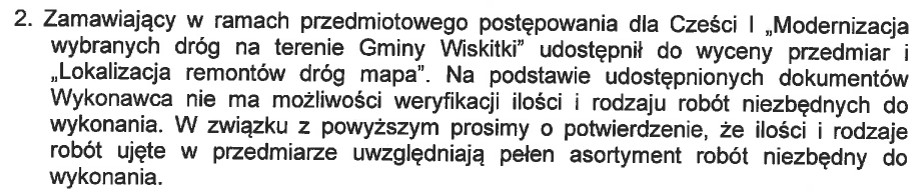 2. Zamawiający w ramach przedmiotowego postępowania dla Cześci I „Modernizacja
wybranych dróg na terenie Gminy Wiskitki” udostępnił do wyceny przedmiar i
„Lokalizacja remontów dróg mapa”. Na podstawie udostępnionych dokumentów
Wykonawca nie ma możliwości weryfikacji ilości i rodzaju robót niezbędnych do
wykonania. W związku z powyższym prosimy o potwierdzenie, że ilości i rodzaje
robót ujęte w przedmiarze uwzględniają pełen asortyment robót niezbędny do
wykonania.